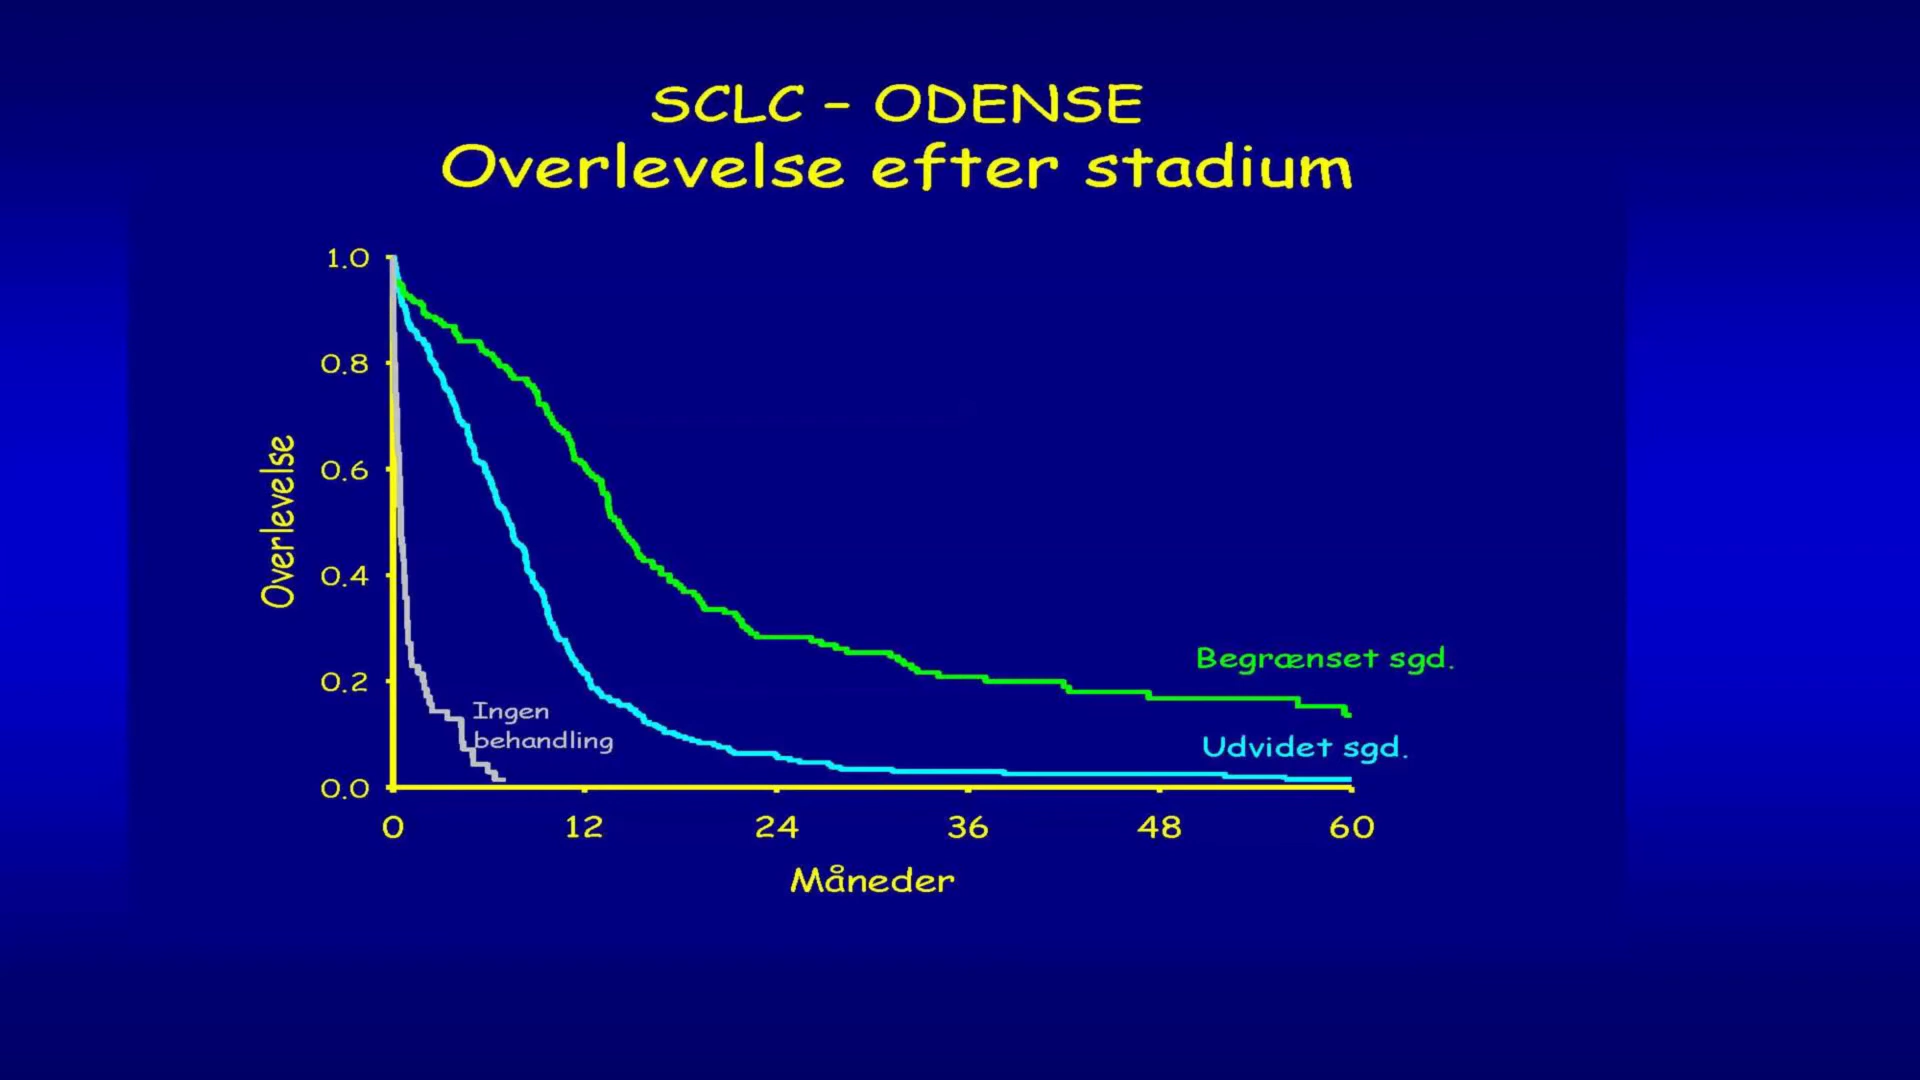 SCLC – ODENSE
Overlevelse efter stadium
1.0
0.8
0.6
0.4
0.2
0.0
Overlevelse
Begrænset sgd.
Ingen
behandling
Udvidet sgd.
0 12 24 36 48 60
Måneder